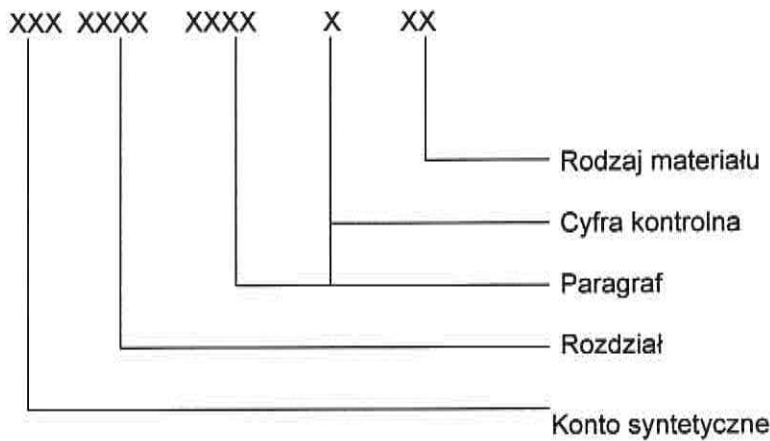 XXX XXXX XXXX X XX
Rodzaj materiału
Cyfra kontrolna
Paragraf
Rozdział
Konto syntetyczne